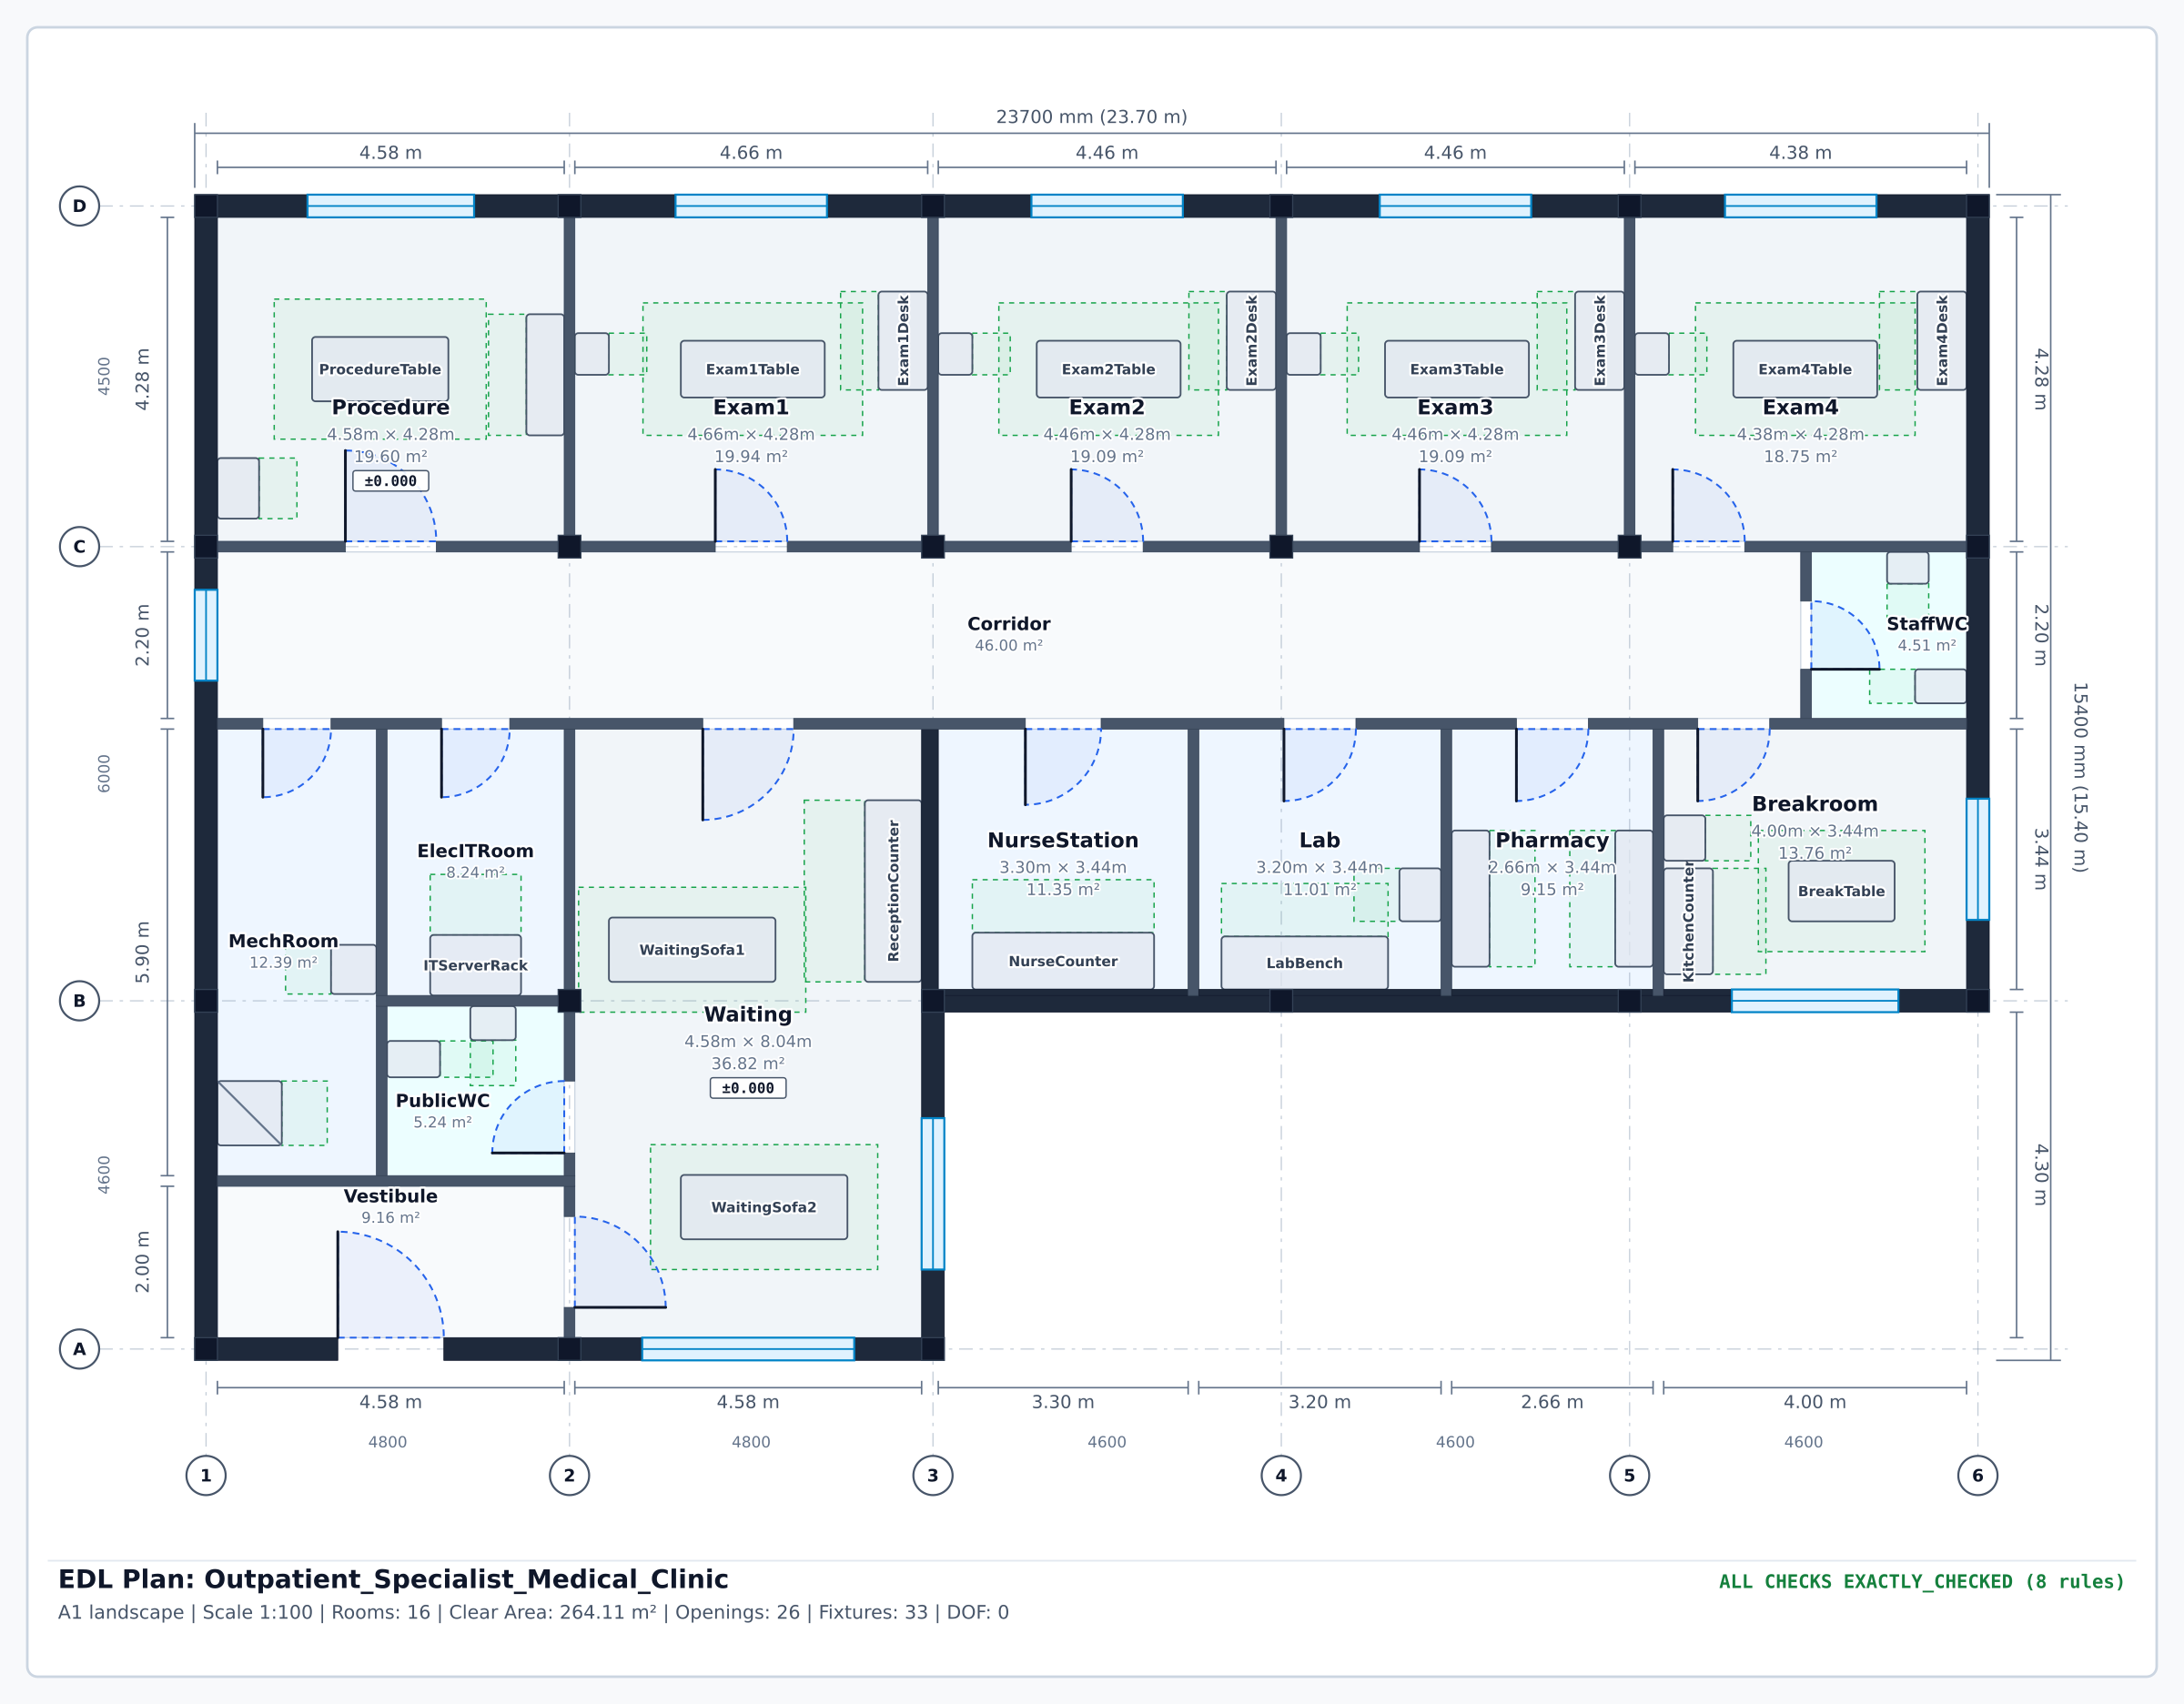 23700 mm (23.70 m)
4.58 m
4.66 m
4.46 m
4.46 m
4.38 m
D
4500
4.28 m
4.28 m
ProcedureTable
Procedure
4.58m × 4.28m
19.60 m²
±0.000
Exam1Table
Exam1Desk
Exam1
4.66m × 4.28m
19.94 m²
Exam2Table
Exam2Desk
Exam2
4.46m × 4.28m
19.09 m²
Exam3Table
Exam3Desk
Exam3
4.46m × 4.28m
19.09 m²
Exam4Table
Exam4Desk
Exam4
4.38m × 4.28m
18.75 m²
C
2.20 m
Corridor
46.00 m²
StaffWC
4.51 m²
2.20 m
15400 mm (15.40 m)
6000
5.90 m
MechRoom
12.39 m²
ElecITRoom
8.24 m²
ITServerRack
WaitingSofa1
ReceptionCounter
NurseStation
3.30m × 3.44m
11.35 m²
NurseCounter
Lab
3.20m × 3.44m
11.01 m²
LabBench
Pharmacy
2.66m × 3.44m
9.15 m²
Breakroom
4.00m × 3.44m
13.76 m²
BreakTable
KitchenCounter
3.44 m
B
Waiting
4.58m × 8.04m
36.82 m²
±0.000
PublicWC
5.24 m²
4600
4.30 m
WaitingSofa2
Vestibule
9.16 m²
2.00 m
A
4.58 m
4.58 m
3.30 m
3.20 m
2.66 m
4.00 m
4800
4800
4600
4600
4600
1
2
3
4
5
6
EDL Plan: Outpatient_Specialist_Medical_Clinic
ALL CHECKS EXACTLY_CHECKED (8 rules)
A1 landscape | Scale 1:100 | Rooms: 16 | Clear Area: 264.11 m² | Openings: 26 | Fixtures: 33 | DOF: 0